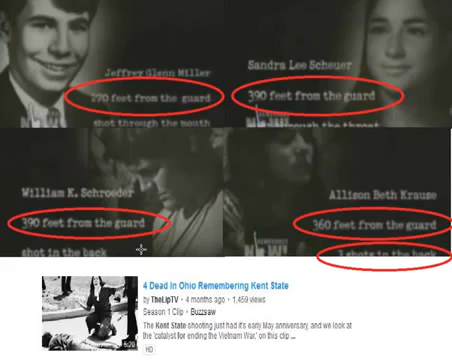 Jeffrey Glenn Miller
270 feet from the guard
shot through the mouth
Sandra Lee Scheuer
390 feet from the guard
through the throat
William K. Schroeder
390 feet from the guard
shot in the back
Allison Beth Krause
360 feet from the guard
3 shots in the back
4 Dead In Ohio Remembering Kent State
by TheLipTV • 4 months ago • 1,459 views
Season 1 Clip • Buzzsaw
The Kent State shooting just had it's early May anniversary, and we look at
the 'catalyst for ending the Vietnam War,' on this clip ...
5:20
HD